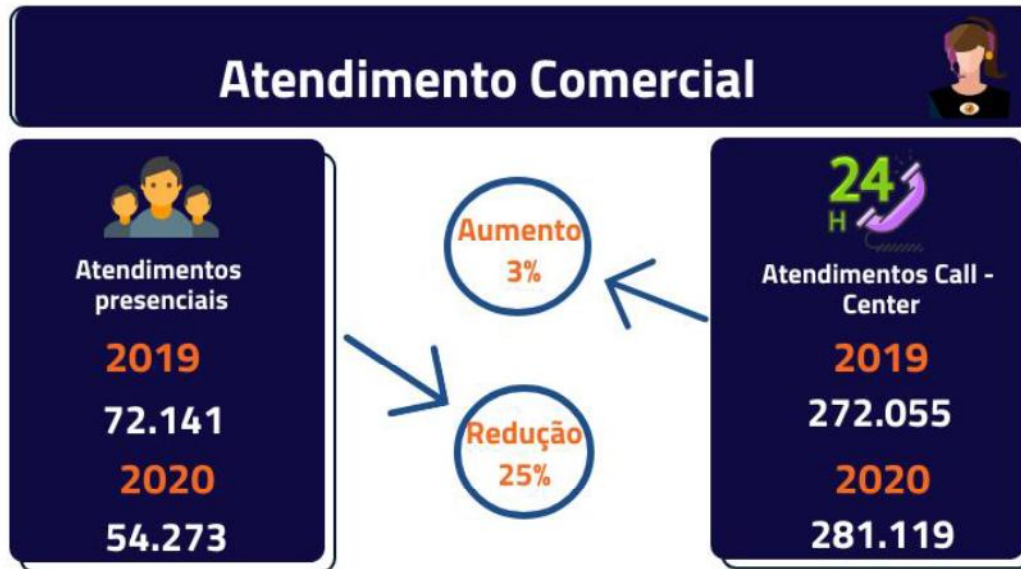 Atendimento Comercial
Atendimentos
presenciais
2019
72.141
2020
54.273
Aumento
3%
Redução
25%
24
H
Atendimentos Call -
Center
2019
272.055
2020
281.119